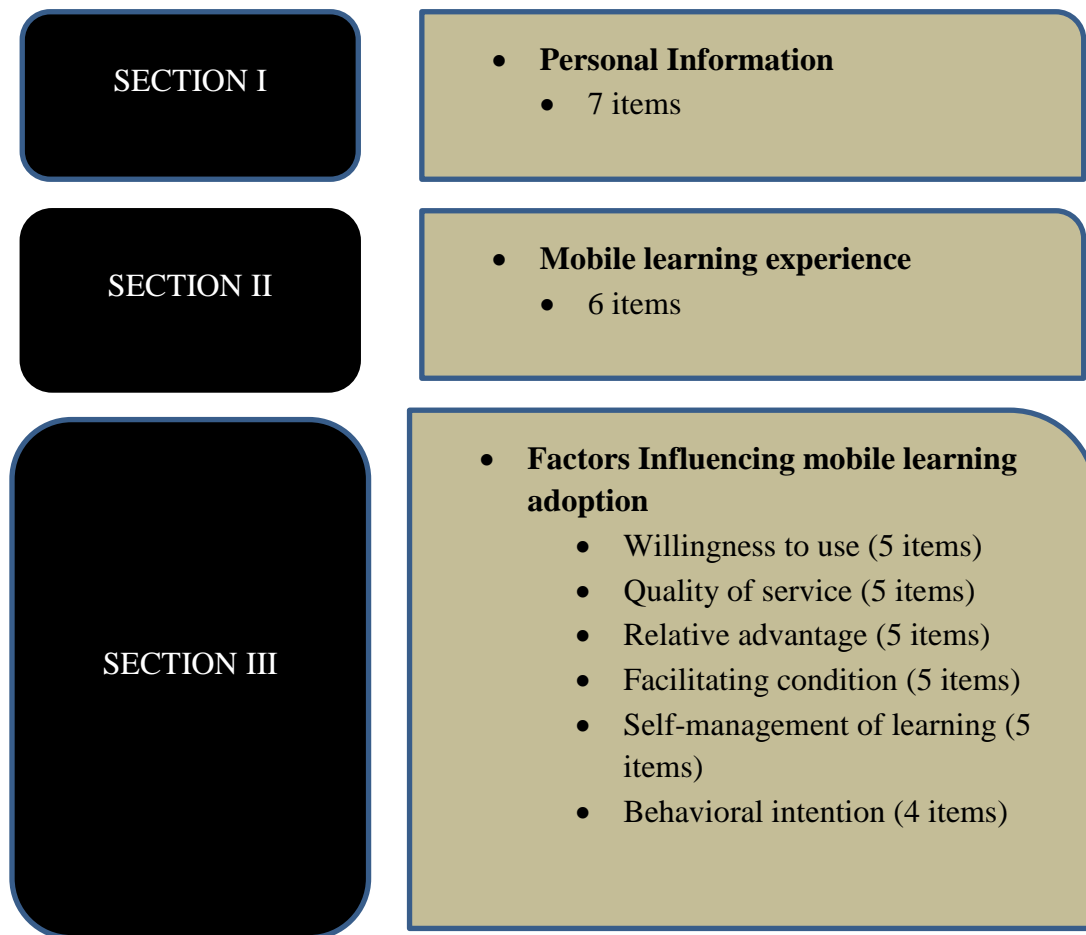 SECTION I
• Personal Information
• 7 items
SECTION II
• Mobile learning experience
• 6 items
SECTION III
• Factors Influencing mobile learning
adoption
• Willingness to use (5 items)
• Quality of service (5 items)
• Relative advantage (5 items)
• Facilitating condition (5 items)
• Self-management of learning (5
items)
• Behavioral intention (4 items)